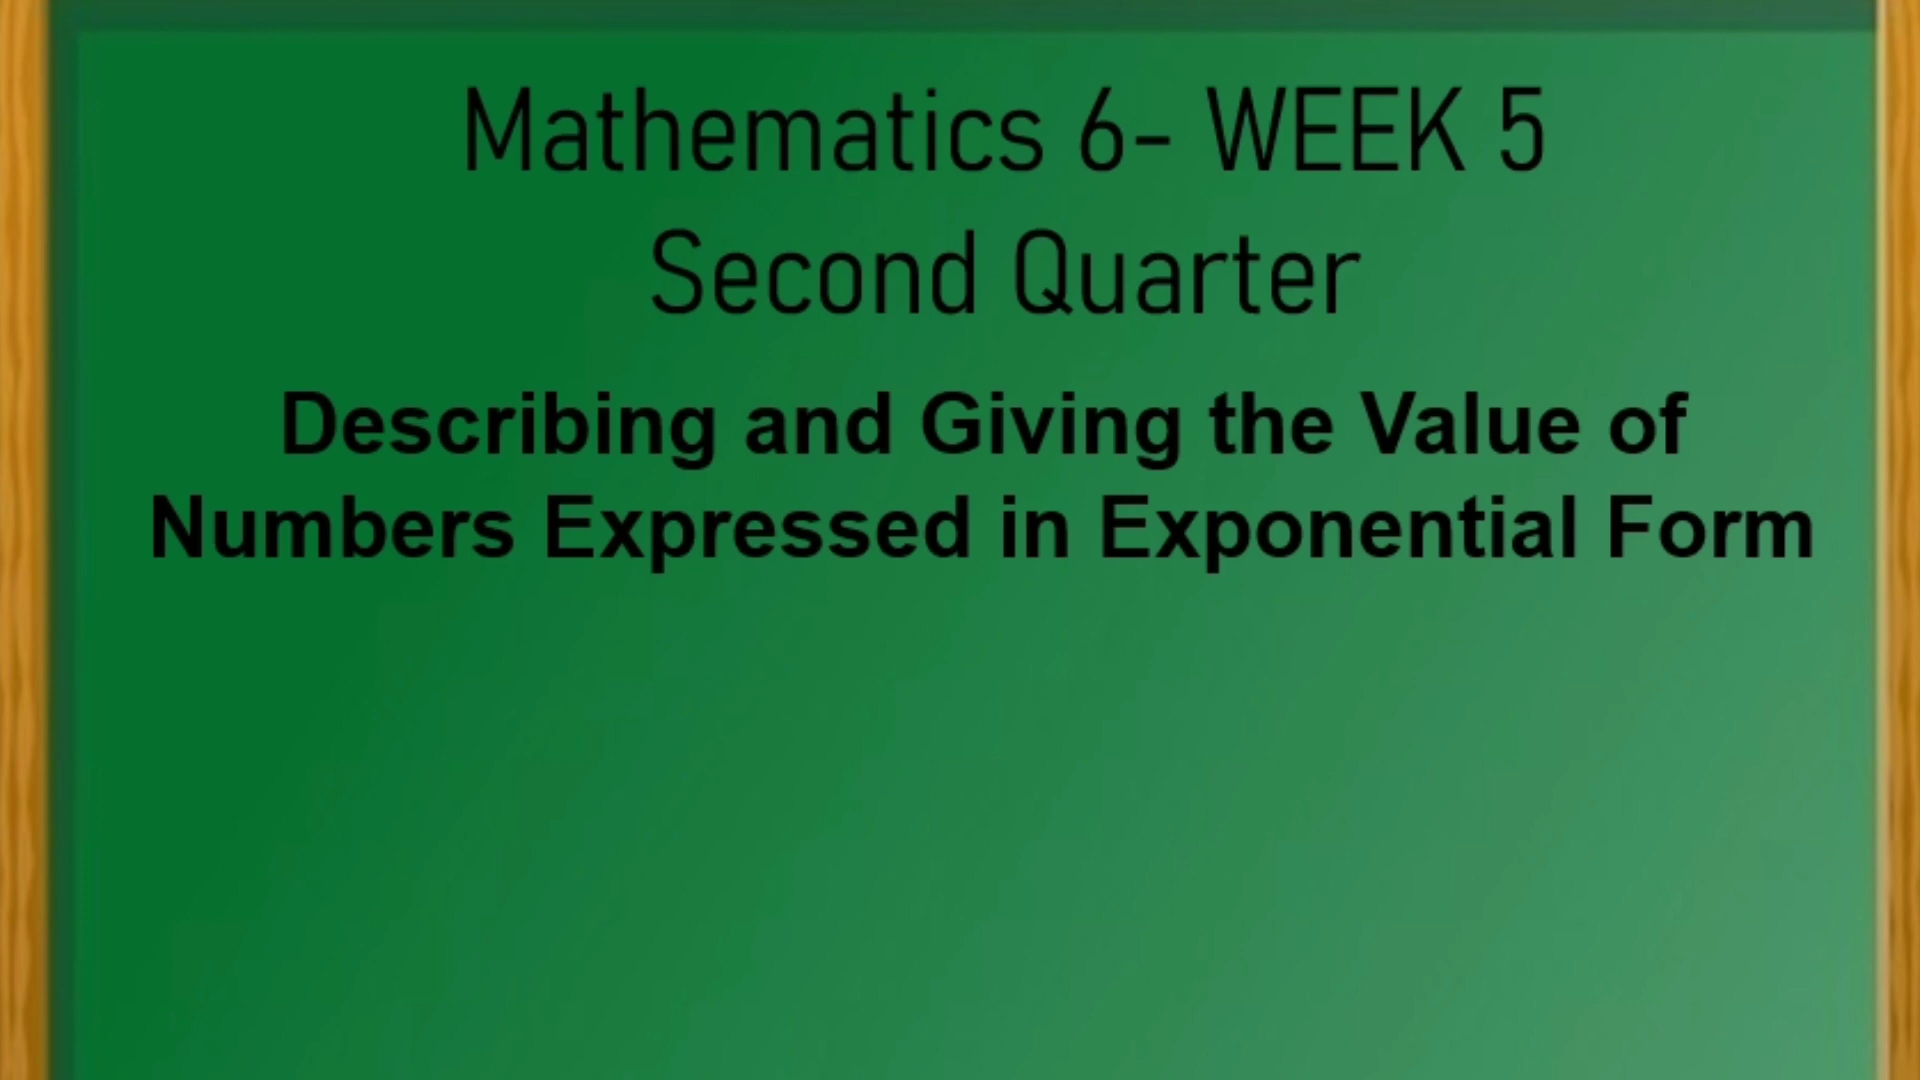 Mathematics 6- WEEK 5
Second Quarter
Describing and Giving the Value of
Numbers Expressed in Exponential Form